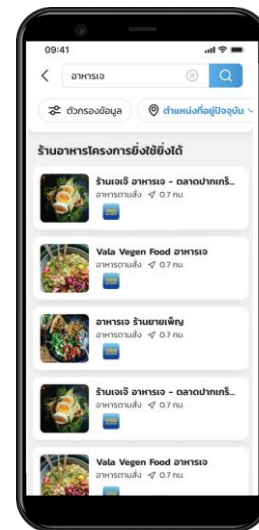 09:41
อาหารเจ
ตัวกรองข้อมูล
ตำแหน่งที่อยู่ปัจจุบัน
ร้านอาหารโครงการยิ่งใช้ยิ่งได้
ร้านเจเจ๊ อาหารเจ - ตลาดปากเกร็...
อาหารตามสั่ง 0.7 กม.
Vala Vegen Food อาหารเจ
อาหารตามสั่ง 0.7 กม.
อาหารเจ ร้านยายเพ็ญ
อาหารตามสั่ง 0.7 กม.
ร้านเจเจ๊ อาหารเจ - ตลาดปากเกร็...
อาหารตามสั่ง 0.7 กม.
Vala Vegen Food อาหารเจ
อาหารตามสั่ง 0.7 กม.